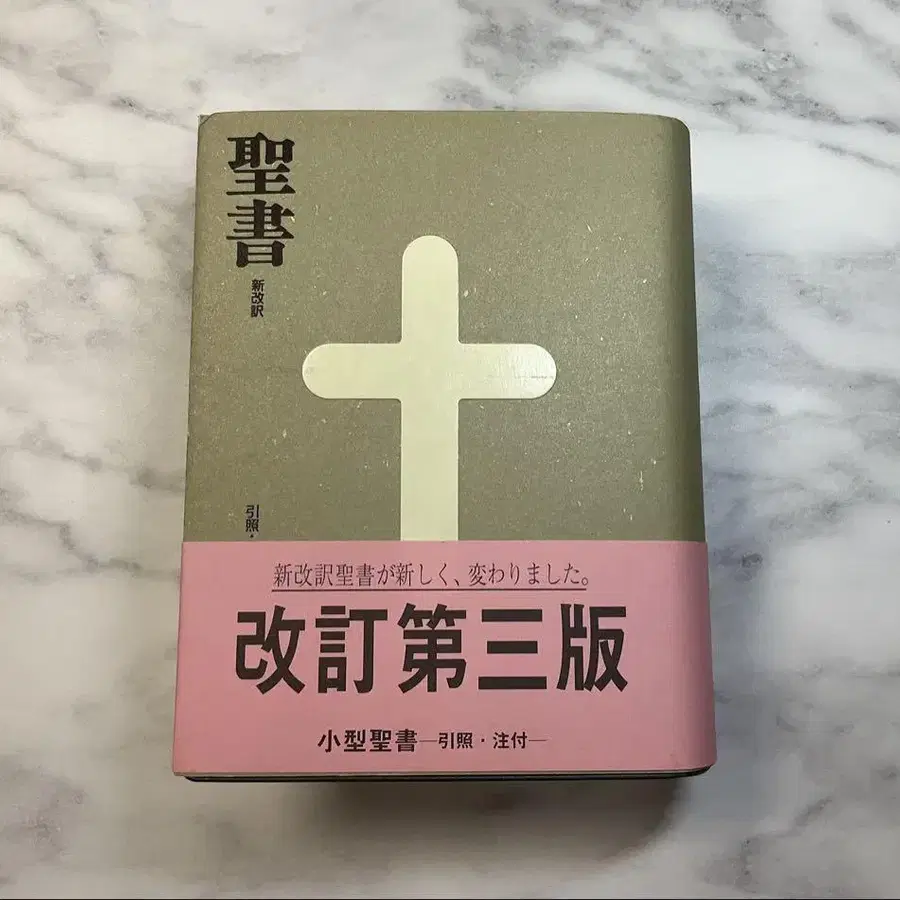 聖書
新改訳
引照・
新改訳聖書が新しく、変わりました。
改訂第三版
小型聖書―引照・注付―